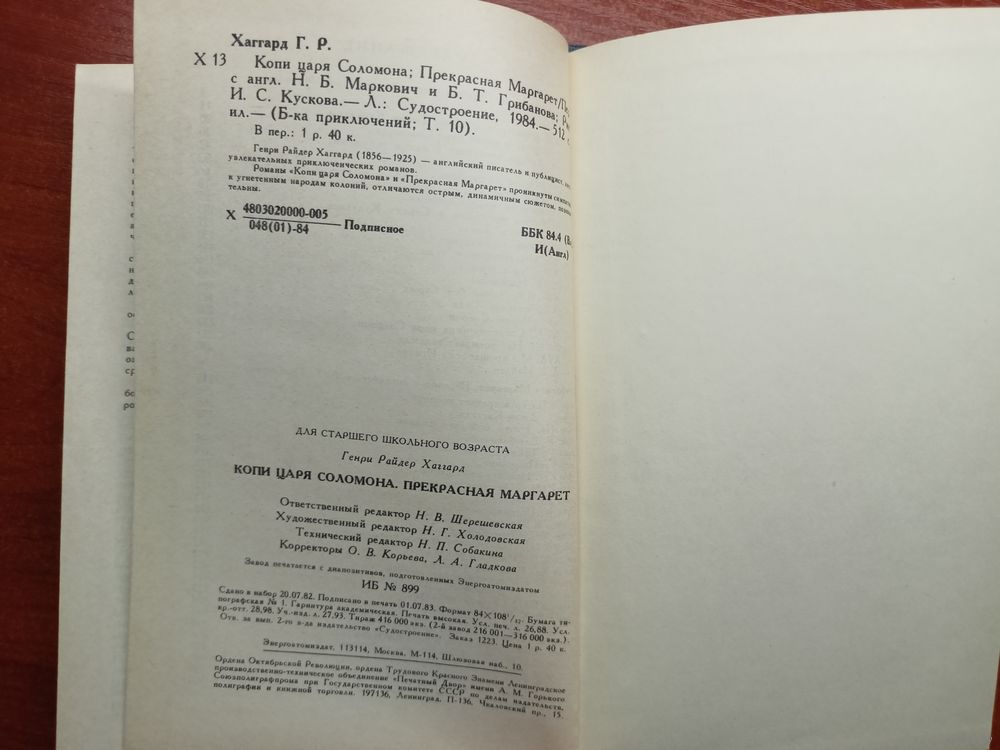 Хаггард Г. Р.
Х 13 Копи царя Соломона; Прекрасная Маргарет/
с англ. Н. Б. Маркович и Б. Т. Грибанова;
И. С. Кускова.— Л.: Судостроение, 1984.— 512
ил.— (Б-ка приключений; Т. 10).
В пер.: 1 р. 40 к.
Генри Райдер Хаггард (1856—1925) — английский писатель и публицист,
увлекательных приключенческих романов.
Романы «Копи царя Соломона» и «Прекрасная Маргарет» проникнуты
к угнетенным народам колоний, отличаются острым, динамичным сюжетом,
тельны.
Х 4803020000-005
048(01)-84 Подписное
ББК 84.4
И(Англ)
ДЛЯ СТАРШЕГО ШКОЛЬНОГО ВОЗРАСТА
Генри Райдер Хаггард
КОПИ ЦАРЯ СОЛОМОНА. ПРЕКРАСНАЯ МАРГАРЕТ
Ответственный редактор Н. В. Шерешевская
Художественный редактор Н. Г. Холодовская
Технический редактор Н. П. Собакина
Корректоры О. В. Корьева, Л. А. Гладкова
Завод печатается с диапозитивов, подготовленных Энергоатомиздатом
ИБ № 899
Сдано в набор 20.07.82. Подписано в печать 01.07.83. Формат 84×108¹/₃₂. Бумага ти-
пографская № 1. Гарнитура академическая. Печать высокая. Усл. печ. л. 26,88. Усл.
кр.-отт. 28,98. Уч.-изд. л. 27,93. Тираж 416 000 экз. (2-й завод 216 001—316 000 экз.).
Отв. за вып. 2-го з-да издательство «Судостроение». Заказ 1223. Цена 1 р. 40 к.
Энергоатомиздат, 113114, Москва, М-114, Шлюзовая наб., 10.
Ордена Октябрьской Революции, ордена Трудового Красного Знамени Ленинградское
производственно-техническое объединение «Печатный Двор» имени А. М. Горького
Союзполиграфпрома при Государственном комитете СССР по делам издательств,
полиграфии и книжной торговли. 197136, Ленинград, П-136, Чкаловский пр., 15.